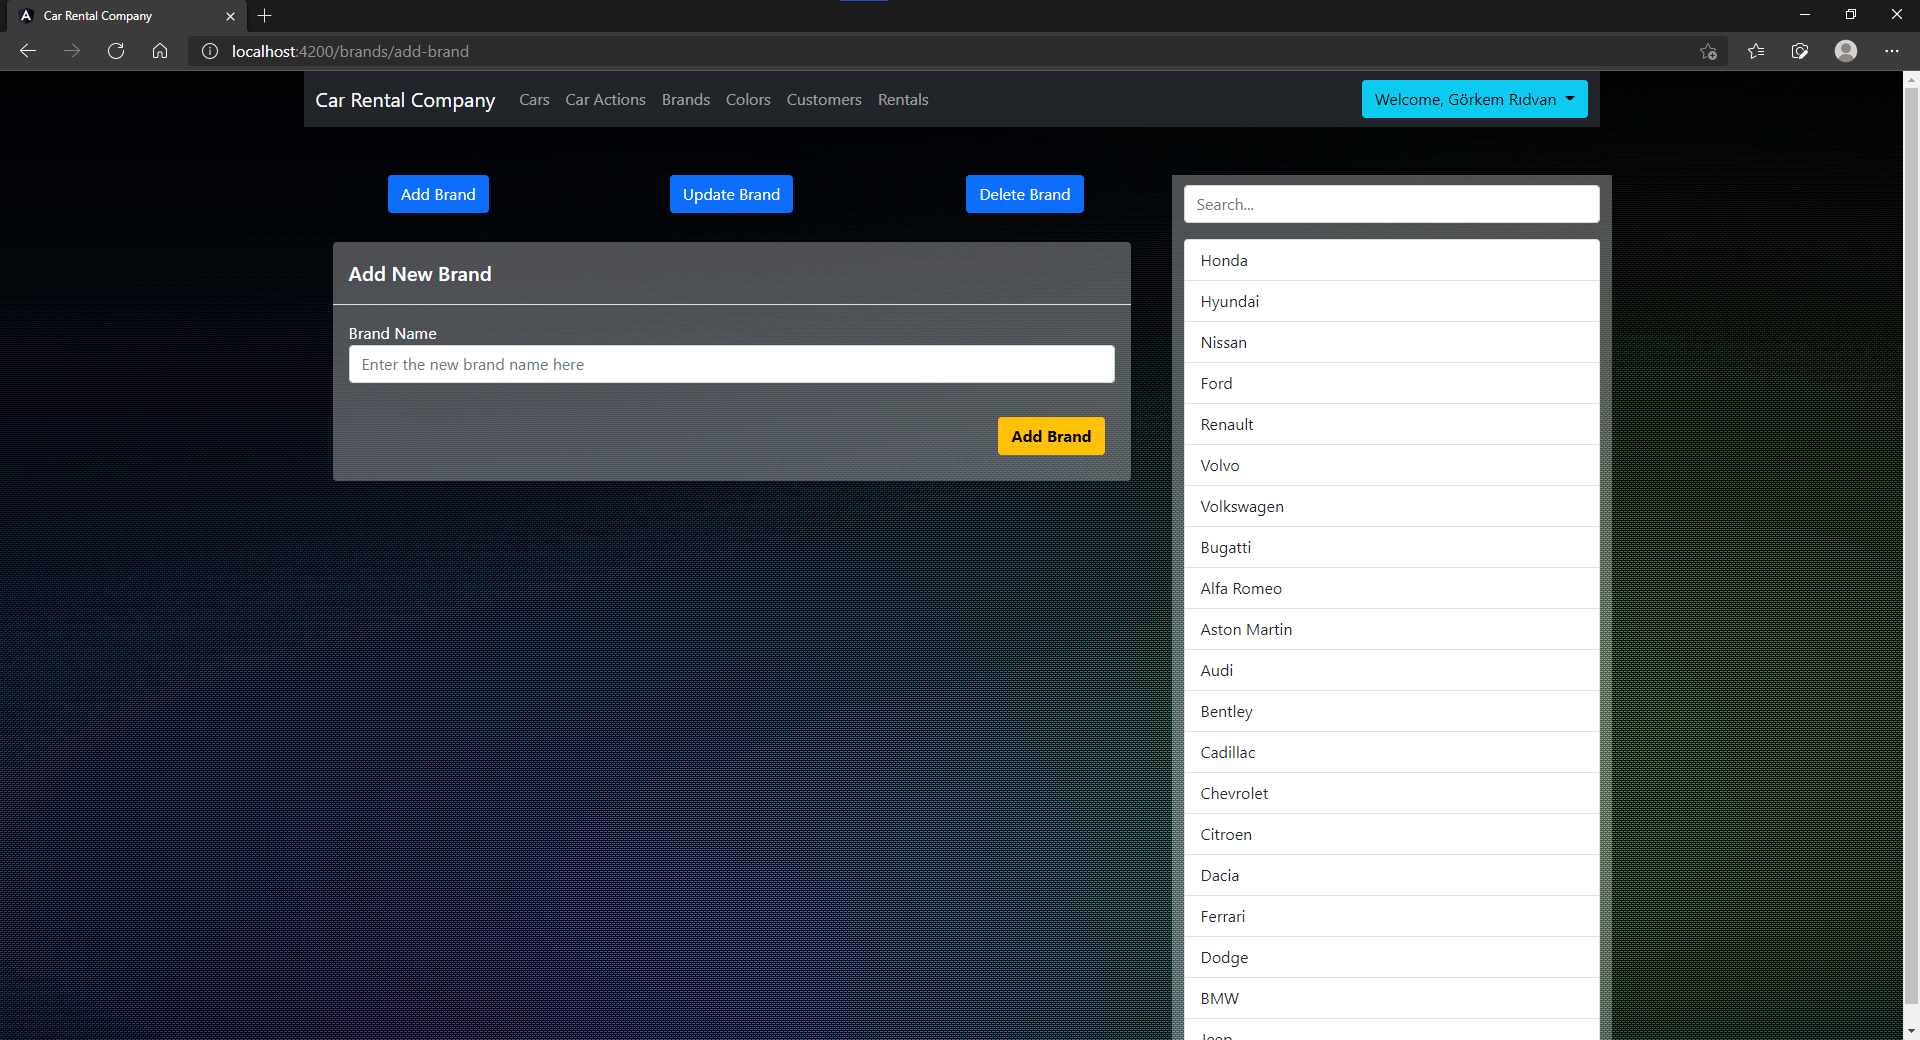 Car Rental Company
localhost:4200/brands/add-brand
Car Rental Company Cars Car Actions Brands Colors Customers Rentals Welcome, Görkem Rıdvan
Add Brand Update Brand Delete Brand
Add New Brand
Brand Name
Enter the new brand name here
Add Brand
Search...
Honda
Hyundai
Nissan
Ford
Renault
Volvo
Volkswagen
Bugatti
Alfa Romeo
Aston Martin
Audi
Bentley
Cadillac
Chevrolet
Citroen
Dacia
Ferrari
Dodge
BMW
Jeep